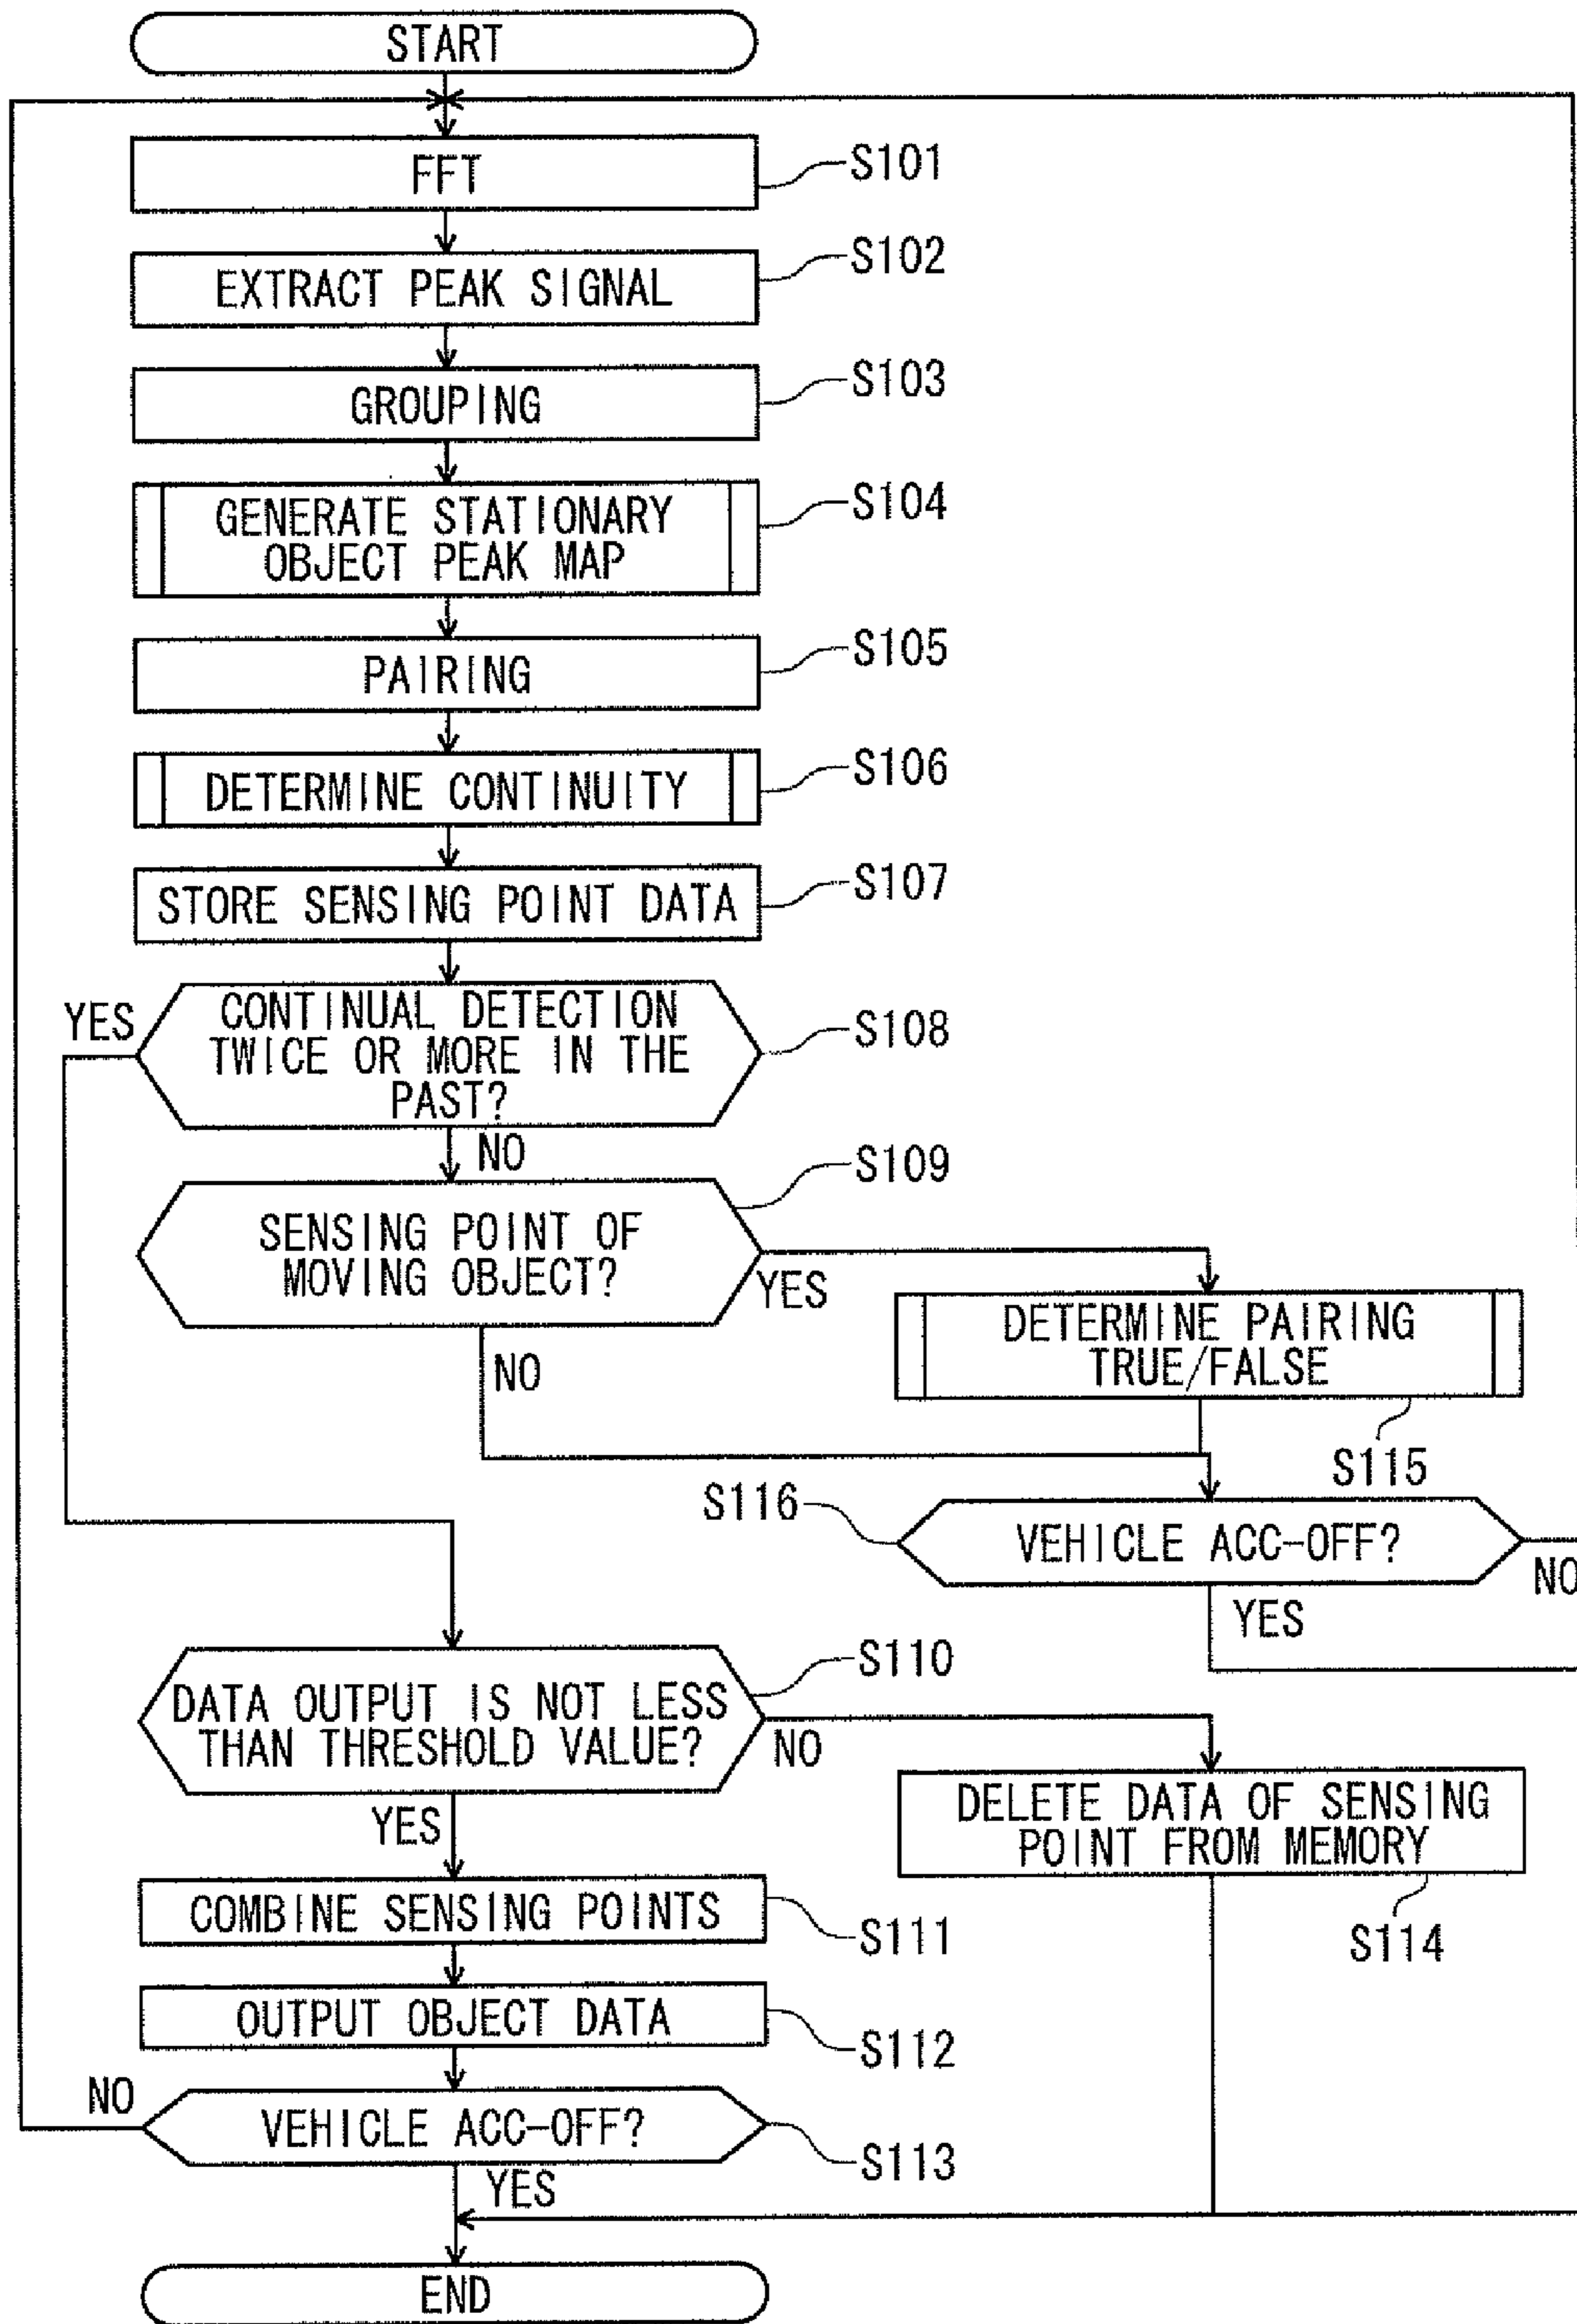 START
FFT
S101
EXTRACT PEAK SIGNAL
S102
GROUPING
S103
GENERATE STATIONARY
OBJECT PEAK MAP
S104
PAIRING
S105
DETERMINE CONTINUITY
S106
STORE SENSING POINT DATA
S107
YES
CONTINUAL DETECTION
TWICE OR MORE IN THE
PAST?
S108
NO
S109
SENSING POINT OF
MOVING OBJECT?
YES
NO
DETERMINE PAIRING
TRUE/FALSE
S115
S116
VEHICLE ACC-OFF?
NO
YES
S110
DATA OUTPUT IS NOT LESS
THAN THRESHOLD VALUE?
NO
YES
DELETE DATA OF SENSING
POINT FROM MEMORY
S114
COMBINE SENSING POINTS
S111
OUTPUT OBJECT DATA
S112
NO
VEHICLE ACC-OFF?
S113
YES
END